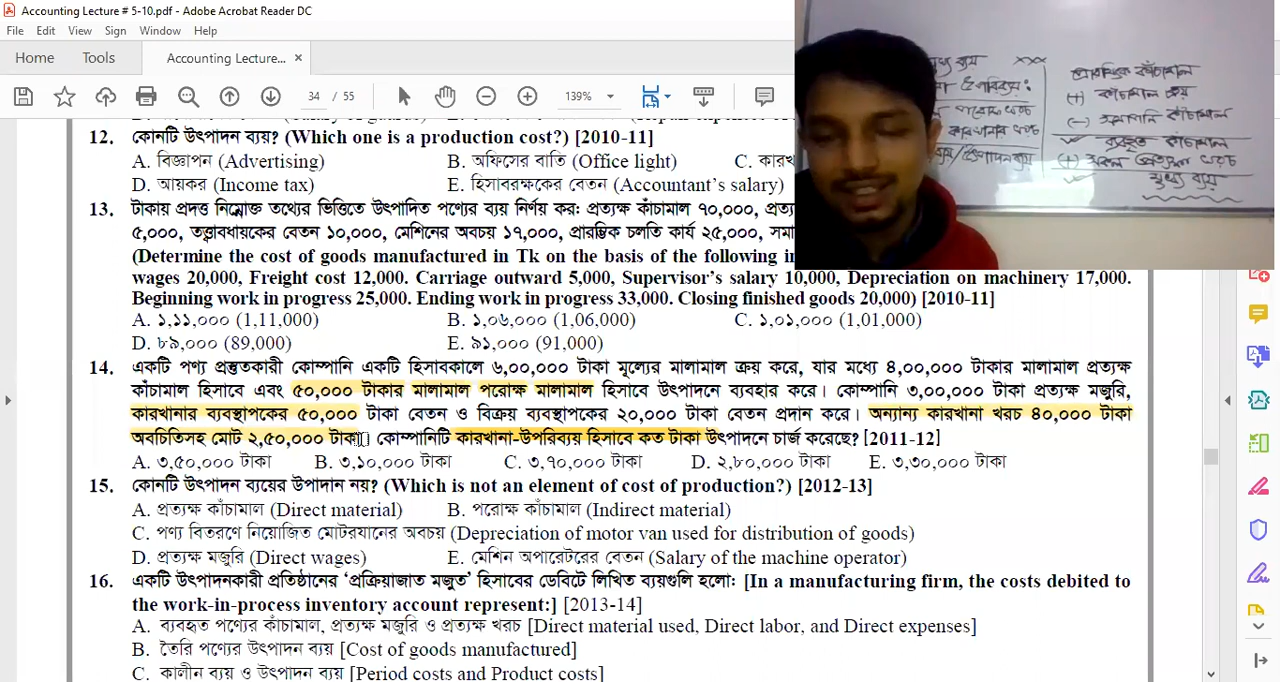 Accounting Lecture # 5-10.pdf - Adobe Acrobat Reader DC
File Edit View Sign Window Help
Home Tools Accounting Lecture... ×
34 / 55 139%
12. কোনটি উৎপাদন ব্যয়? (Which one is a production cost?) [2010-11]
A. বিজ্ঞাপন (Advertising) B. অফিসের বাতি (Office light) C. কারখ
D. আয়কর (Income tax) E. হিসাবরক্ষকের বেতন (Accountant's salary)
13. টাকায় প্রদত্ত নিম্নোক্ত তথ্যের ভিত্তিতে উৎপাদিত পণ্যের ব্যয় নির্ণয় কর: প্রত্যক্ষ কাঁচামাল ৭০,০০০, প্রত্য
৫,০০০, তত্ত্বাবধায়কের বেতন ১০,০০০, মেশিনের অবচয় ১৭,০০০, প্রারম্ভিক চলতি কার্য ২৫,০০০, সমা
(Determine the cost of goods manufactured in Tk on the basis of the following in
wages 20,000, Freight cost 12,000. Carriage outward 5,000, Supervisor's salary 10,000, Depreciation on machinery 17,000.
Beginning work in progress 25,000. Ending work in progress 33,000. Closing finished goods 20,000) [2010-11]
A. ১,১১,০০০ (1,11,000) B. ১,০৬,০০০ (1,06,000) C. ১,০১,০০০ (1,01,000)
D. ৮৯,০০০ (89,000) E. ৯১,০০০ (91,000)
14. একটি পণ্য প্রস্তুতকারী কোম্পানি একটি হিসাবকালে ৬,০০,০০০ টাকা মূল্যের মালামাল ক্রয় করে, যার মধ্যে ৪,০০,০০০ টাকার মালামাল প্রত্যক্ষ
কাঁচামাল হিসাবে এবং ৫০,০০০ টাকার মালামাল পরোক্ষ মালামাল হিসাবে উৎপাদনে ব্যবহার করে। কোম্পানি ৩,০০,০০০ টাকা প্রত্যক্ষ মজুরি,
কারখানার ব্যবস্থাপকের ৫০,০০০ টাকা বেতন ও বিক্রয় ব্যবস্থাপকের ২০,০০০ টাকা বেতন প্রদান করে। অন্যান্য কারখানা খরচ ৪০,০০০ টাকা
অবচিতিসহ মোট ২,৫০,০০০ টাকা। কোম্পানিটি কারখানা-উপরিব্যয় হিসাবে কত টাকা উৎপাদনে চার্জ করেছে? [2011-12]
A. ৩,৫০,০০০ টাকা B. ৩,১০,০০০ টাকা C. ৩,৭০,০০০ টাকা D. ২,৮০,০০০ টাকা E. ৩,৩০,০০০ টাকা
15. কোনটি উৎপাদন ব্যয়ের উপাদান নয়? (Which is not an element of cost of production?) [2012-13]
A. প্রত্যক্ষ কাঁচামাল (Direct material) B. পরোক্ষ কাঁচামাল (Indirect material)
C. পণ্য বিতরণে নিয়োজিত মোটরযানের অবচয় (Depreciation of motor van used for distribution of goods)
D. প্রত্যক্ষ মজুরি (Direct wages) E. মেশিন অপারেটরের বেতন (Salary of the machine operator)
16. একটি উৎপাদনকারী প্রতিষ্ঠানের 'প্রক্রিয়াজাত মজুত' হিসাবের ডেবিটে লিখিত ব্যয়গুলি হলো: [In a manufacturing firm, the costs debited to
the work-in-process inventory account represent:] [2013-14]
A. ব্যবহৃত পণ্যের কাঁচামাল, প্রত্যক্ষ মজুরি ও প্রত্যক্ষ খরচ [Direct material used, Direct labor, and Direct expenses]
B. তৈরি পণ্যের উৎপাদন ব্যয় [Cost of goods manufactured]
C. কালীন ব্যয় ও উৎপাদন ব্যয় [Period costs and Product costs]
প্রারম্ভিক কাঁচামাল
(+) কাঁচামাল ক্রয়
(-) সমাপনি কাঁচামাল
ব্যবহৃত কাঁচামাল
(+) সকল প্রত্যক্ষ খরচ
মুখ্য ব্যয়